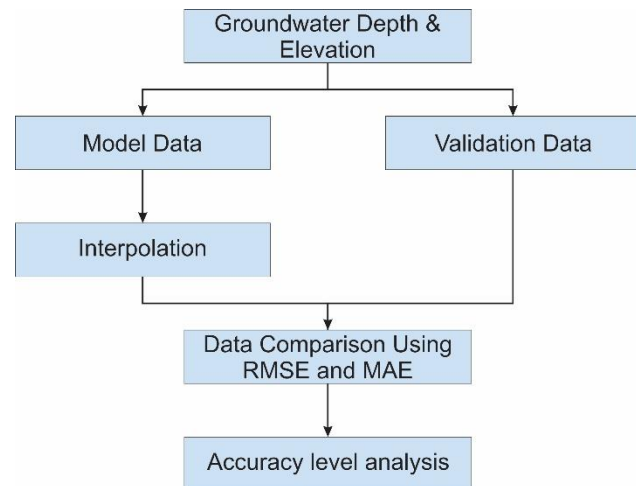 Groundwater Depth &
Elevation
Model Data
Validation Data
Interpolation
Data Comparison Using
RMSE and MAE
Accuracy level analysis